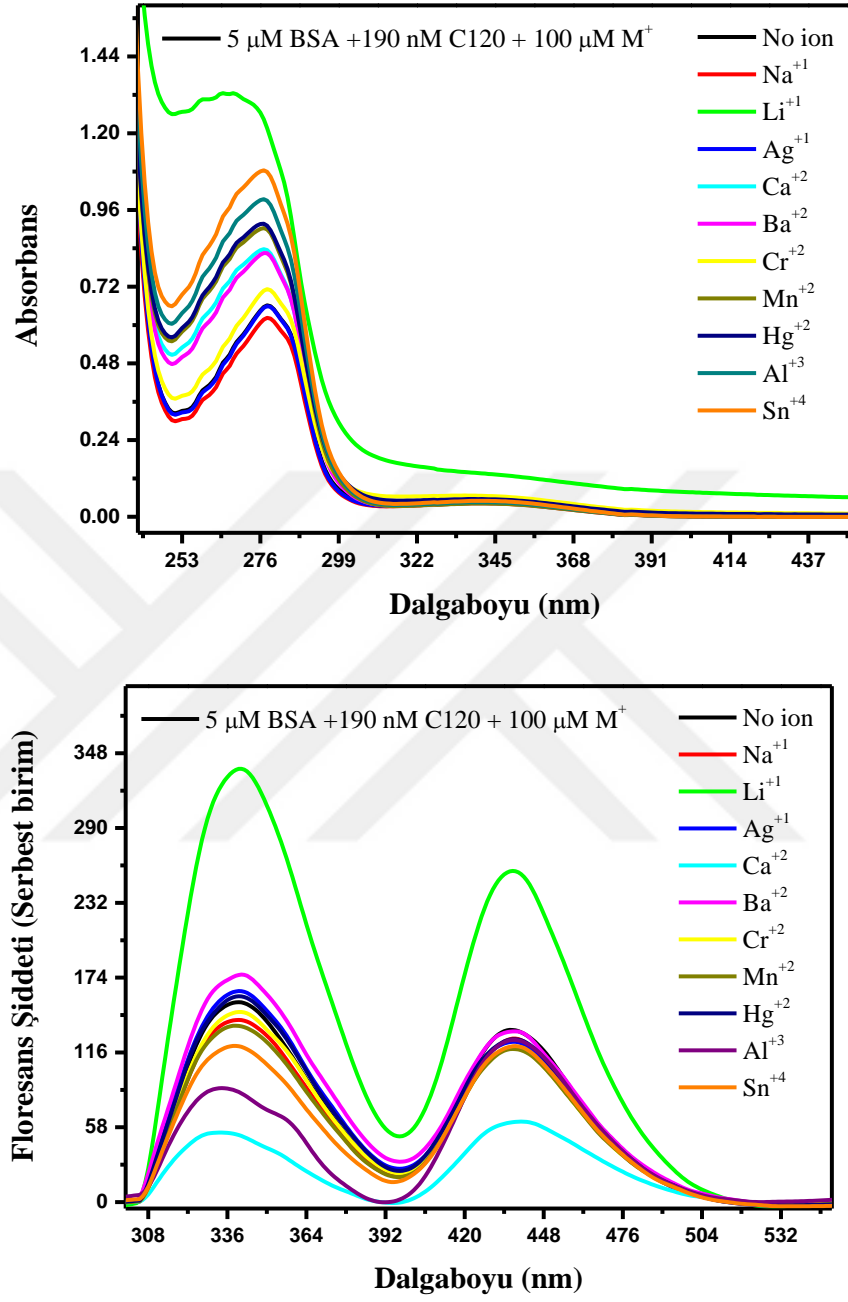 5 μM BSA +190 nM C120 + 100 μM M⁺
No ion
Na⁺¹
Li⁺¹
Ag⁺¹
Ca⁺²
Ba⁺²
Cr⁺²
Mn⁺²
Hg⁺²
Al⁺³
Sn⁺⁴
Absorbans
1.44
1.20
0.96
0.72
0.48
0.24
0.00
253 276 299 322 345 368 391 414 437
Dalgaboyu (nm)
5 μM BSA +190 nM C120 + 100 μM M⁺
No ion
Na⁺¹
Li⁺¹
Ag⁺¹
Ca⁺²
Ba⁺²
Cr⁺²
Mn⁺²
Hg⁺²
Al⁺³
Sn⁺⁴
Floresans Şiddeti (Serbest birim)
348
290
232
174
116
58
0
308 336 364 392 420 448 476 504 532
Dalgaboyu (nm)